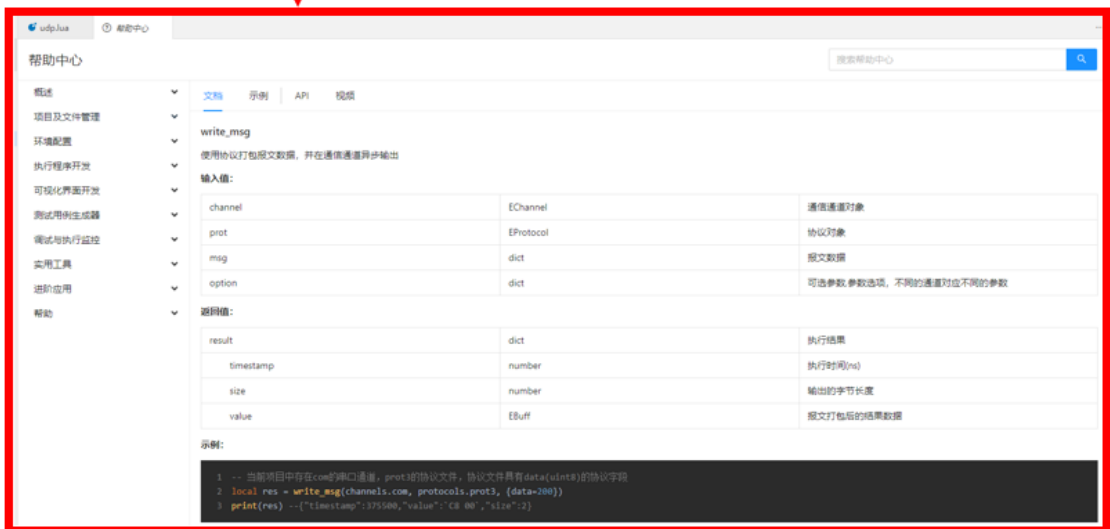 udp.lua 帮助中心
帮助中心 搜索帮助中心
概述
项目及文件管理
环境配置
执行程序开发
可视化界面开发
测试用例生成器
调试与执行监控
实用工具
进阶应用
帮助
文档 示例 API 视频
write_msg
使用协议打包报文数据，并在通信通道异步输出
输入值：
channel EChannel 通信通道对象
prot EProtocol 协议对象
msg dict 报文数据
option dict 可选参数,参数选项，不同的通道对应不同的参数
返回值：
result dict 执行结果
timestamp number 执行时间(ns)
size number 输出的字节长度
value EBuff 报文打包后的结果数据
示例：
1 -- 当前项目中存在com的串口通道，prot3的协议文件，协议文件具有data(uint8)的协议字段
2 local res = write_msg(channels.com, protocols.prot3, {data=200})
3 print(res) --{"timestamp":375500,"value":`C8 00`,"size":2}